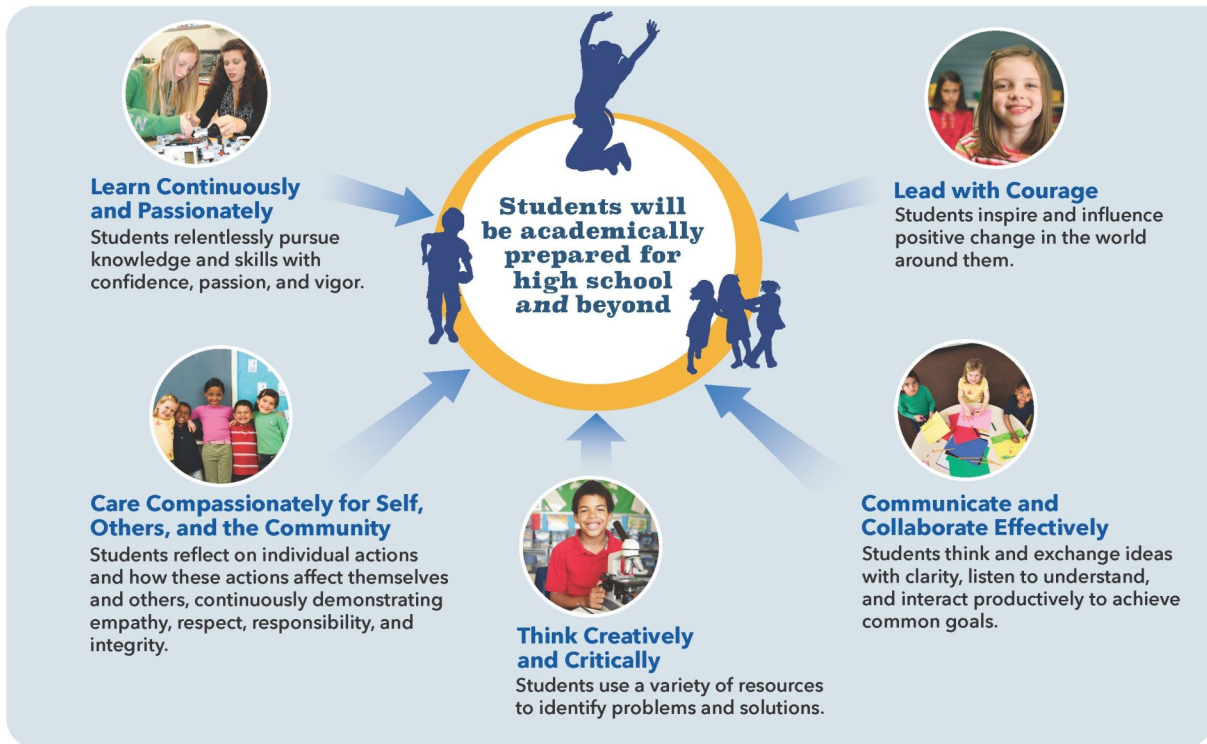 Students will
be academically
prepared for
high school
and beyond
Learn Continuously
and Passionately
Students relentlessly pursue
knowledge and skills with
confidence, passion, and vigor.
Lead with Courage
Students inspire and influence
positive change in the world
around them.
Care Compassionately for Self,
Others, and the Community
Students reflect on individual actions
and how these actions affect themselves
and others, continuously demonstrating
empathy, respect, responsibility, and
integrity.
Think Creatively
and Critically
Students use a variety of resources
to identify problems and solutions.
Communicate and
Collaborate Effectively
Students think and exchange ideas
with clarity, listen to understand,
and interact productively to achieve
common goals.